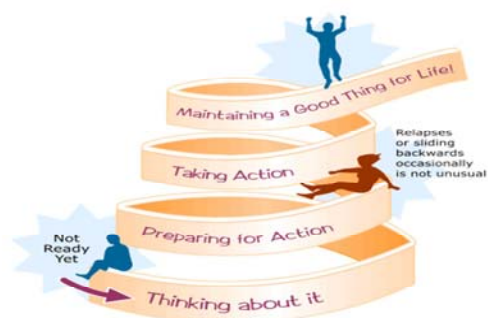 Maintaining a Good Thing for Life!
Relapses
or sliding
backwards
occasionally
is not unusual
Taking Action
Preparing for Action
Not
Ready
Yet
Thinking about it